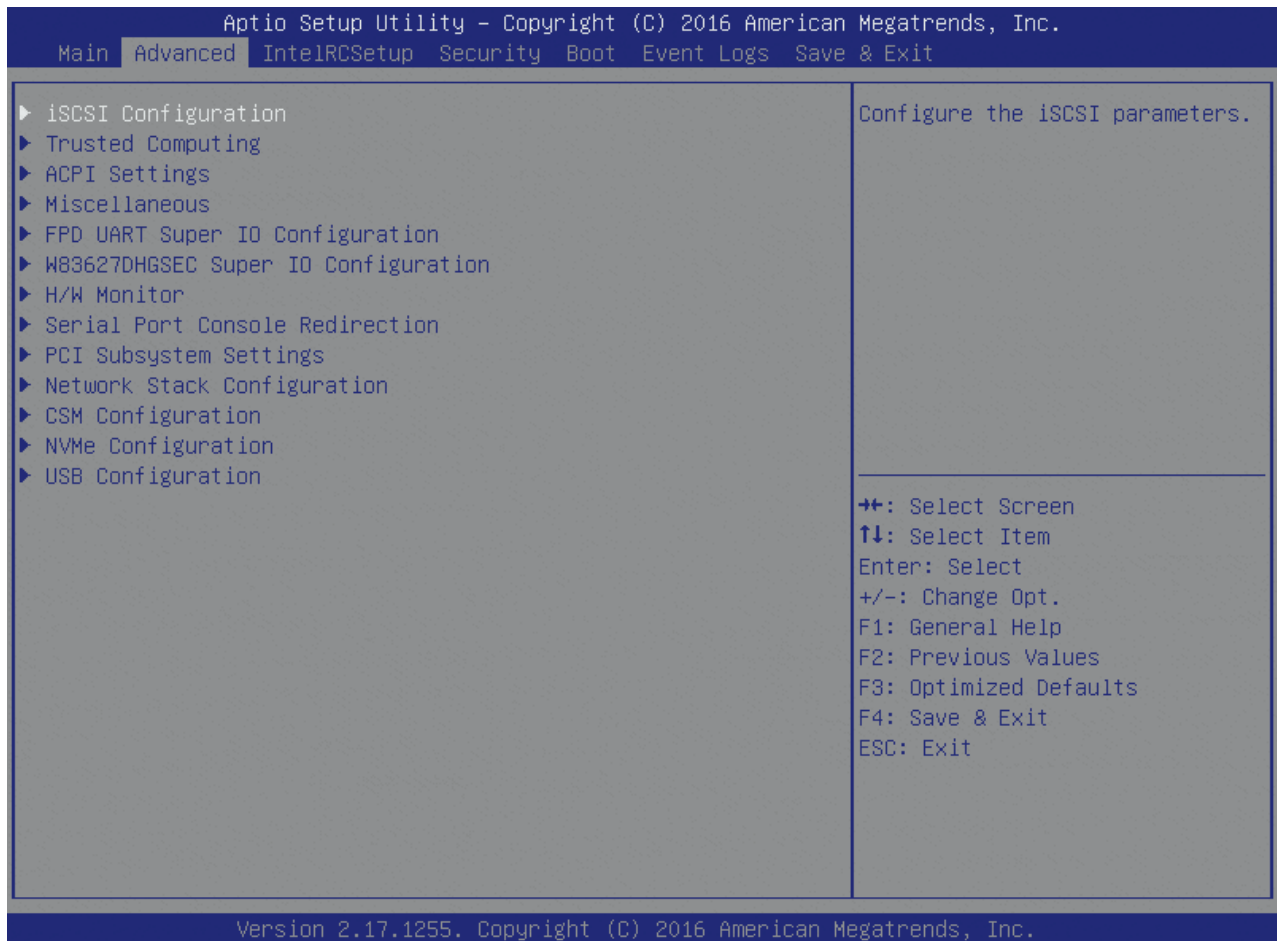 Aptio Setup Utility – Copyright (C) 2016 American Megatrends, Inc.
Main Advanced IntelRCSetup Security Boot Event Logs Save & Exit
▶ iSCSI Configuration
▶ Trusted Computing
▶ ACPI Settings
▶ Miscellaneous
▶ FPD UART Super IO Configuration
▶ W83627DHGSEC Super IO Configuration
▶ H/W Monitor
▶ Serial Port Console Redirection
▶ PCI Subsystem Settings
▶ Network Stack Configuration
▶ CSM Configuration
▶ NVMe Configuration
▶ USB Configuration
Configure the iSCSI parameters.
→←: Select Screen
↑↓: Select Item
Enter: Select
+/-: Change Opt.
F1: General Help
F2: Previous Values
F3: Optimized Defaults
F4: Save & Exit
ESC: Exit
Version 2.17.1255. Copyright (C) 2016 American Megatrends, Inc.